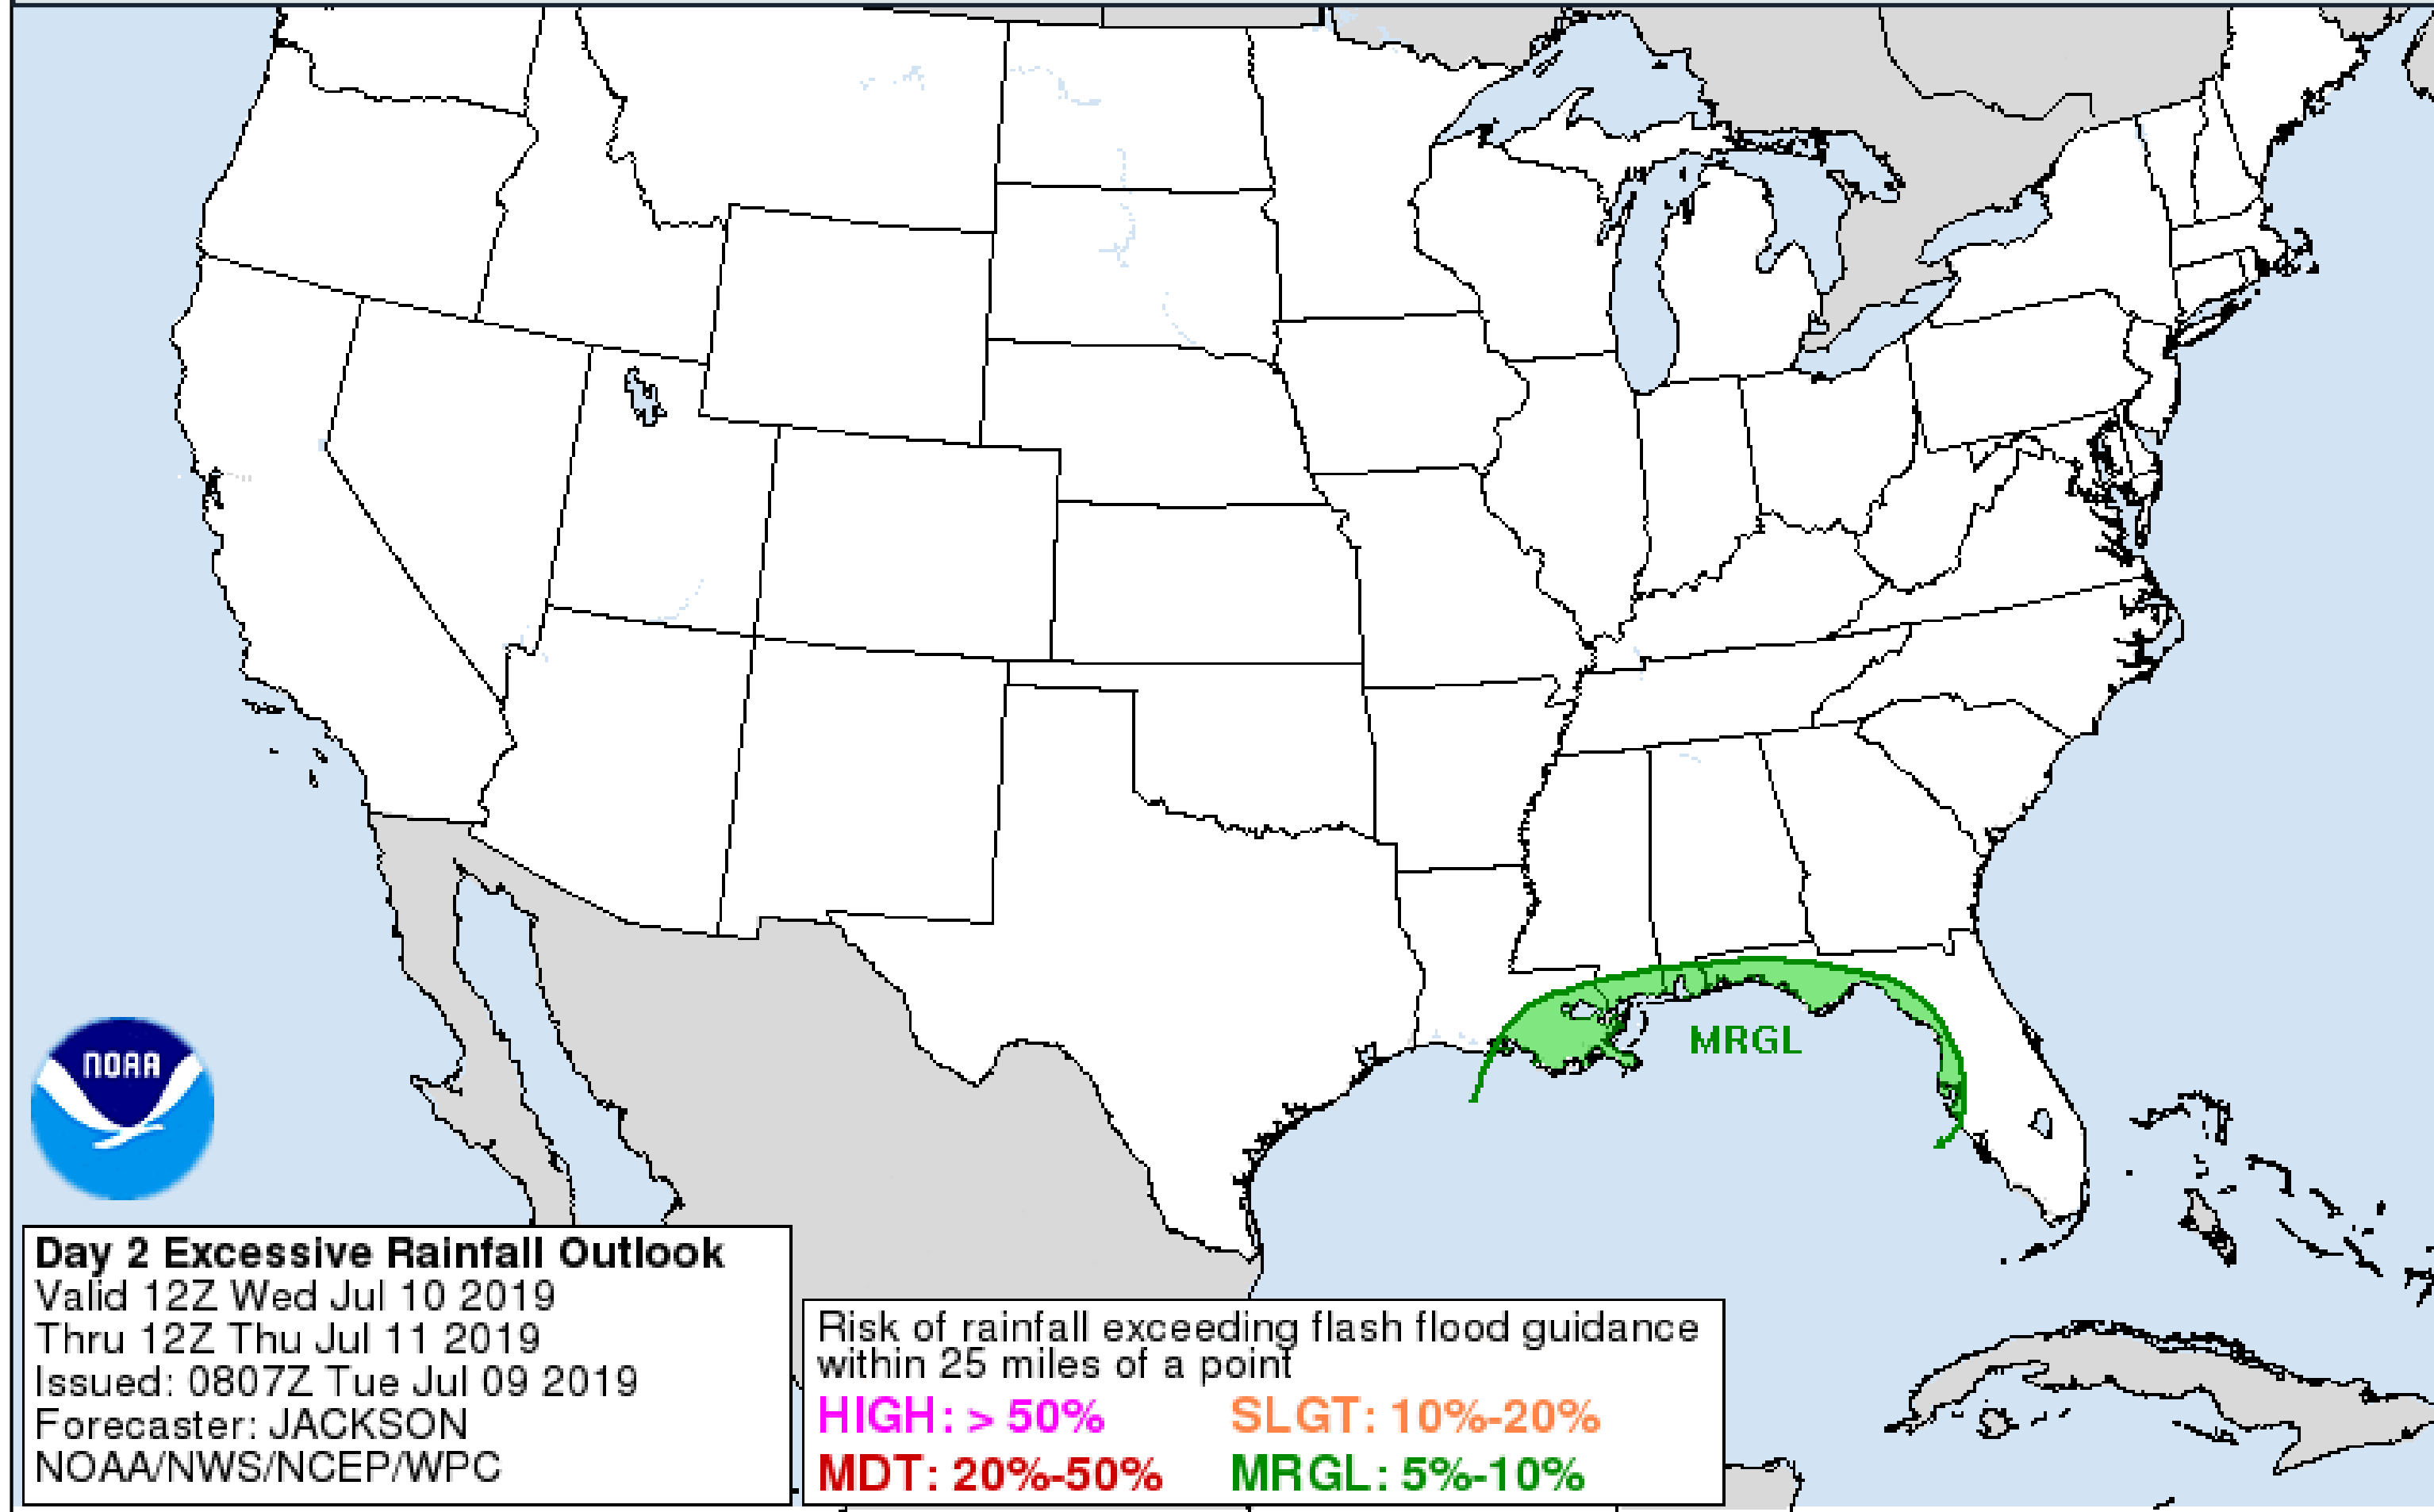 MRGL
NOAA
Day 2 Excessive Rainfall Outlook
Valid 12Z Wed Jul 10 2019
Thru 12Z Thu Jul 11 2019
Issued: 0807Z Tue Jul 09 2019
Forecaster: JACKSON
NOAA/NWS/NCEP/WPC
Risk of rainfall exceeding flash flood guidance
within 25 miles of a point
HIGH: > 50% SLGT: 10%-20%
MDT: 20%-50% MRGL: 5%-10%